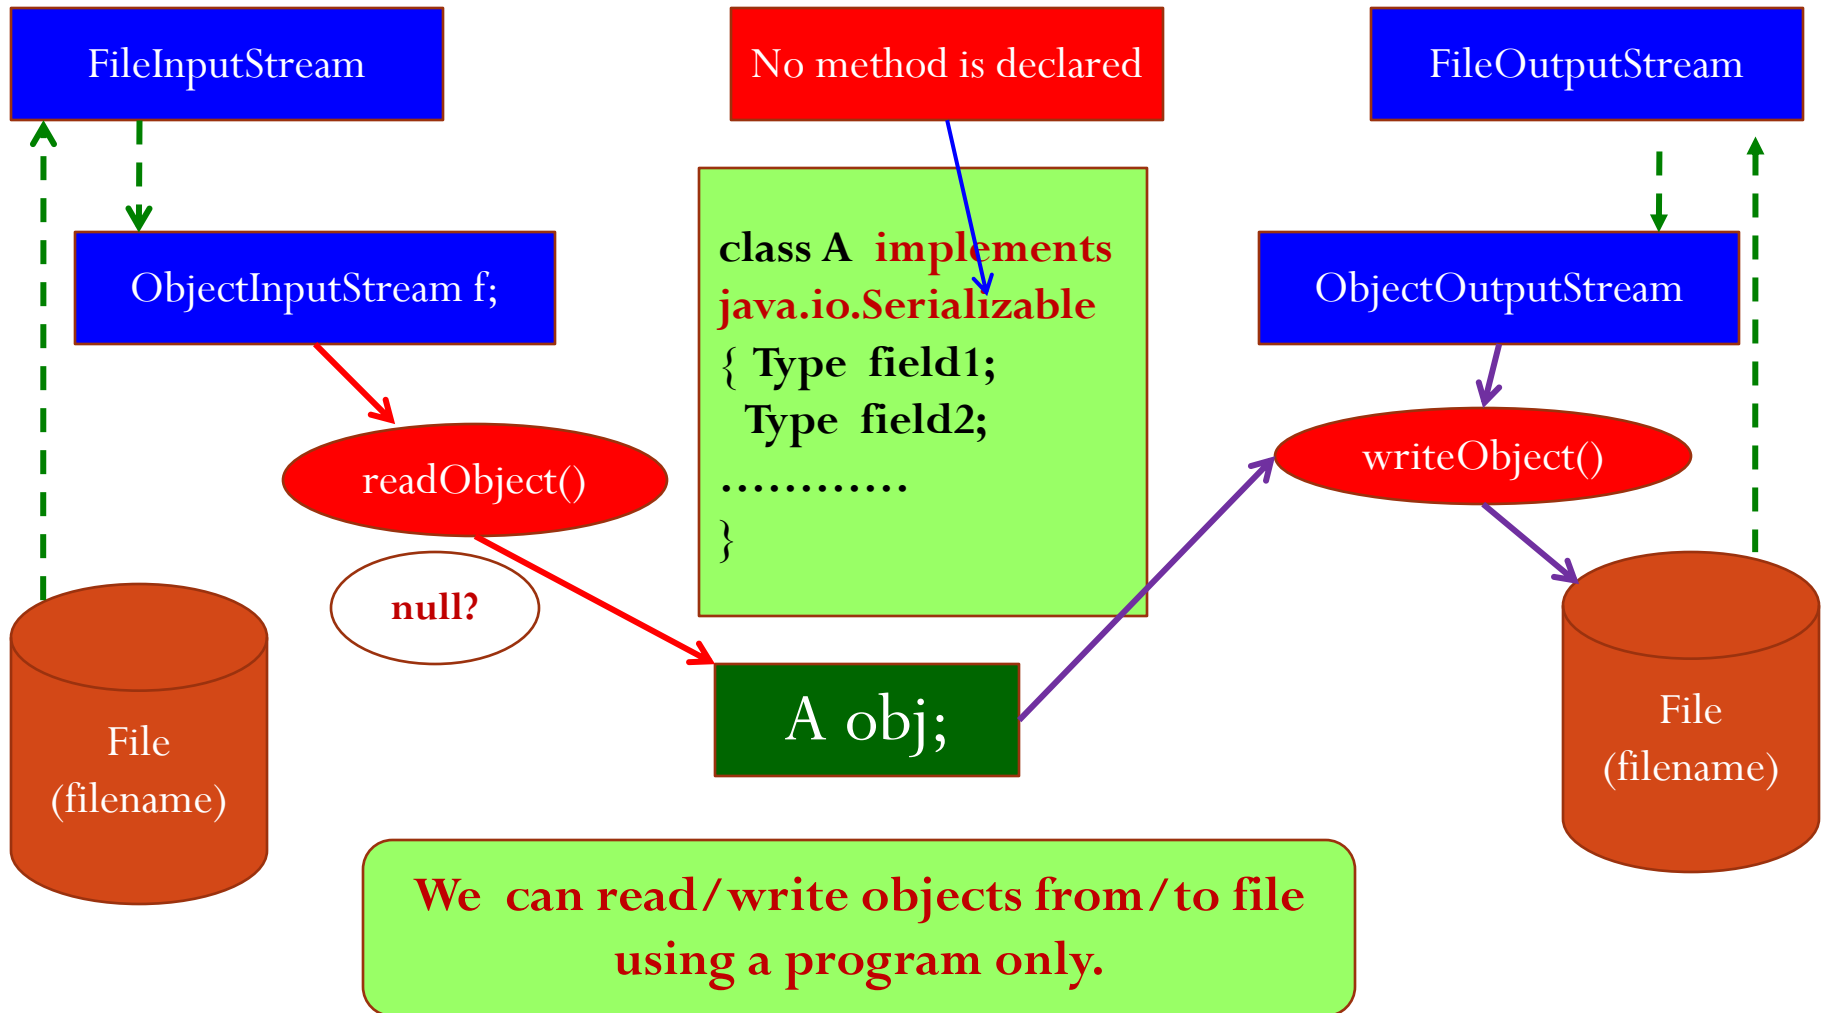 FileInputStream
No method is declared
FileOutputStream
ObjectInputStream f;
class A  implements
java.io.Serializable
{ Type  field1;
Type  field2;
............
}
ObjectOutputStream
readObject()
writeObject()
null?
A obj;
File
(filename)
File
(filename)
We  can read/write objects from/to file
using a program only.